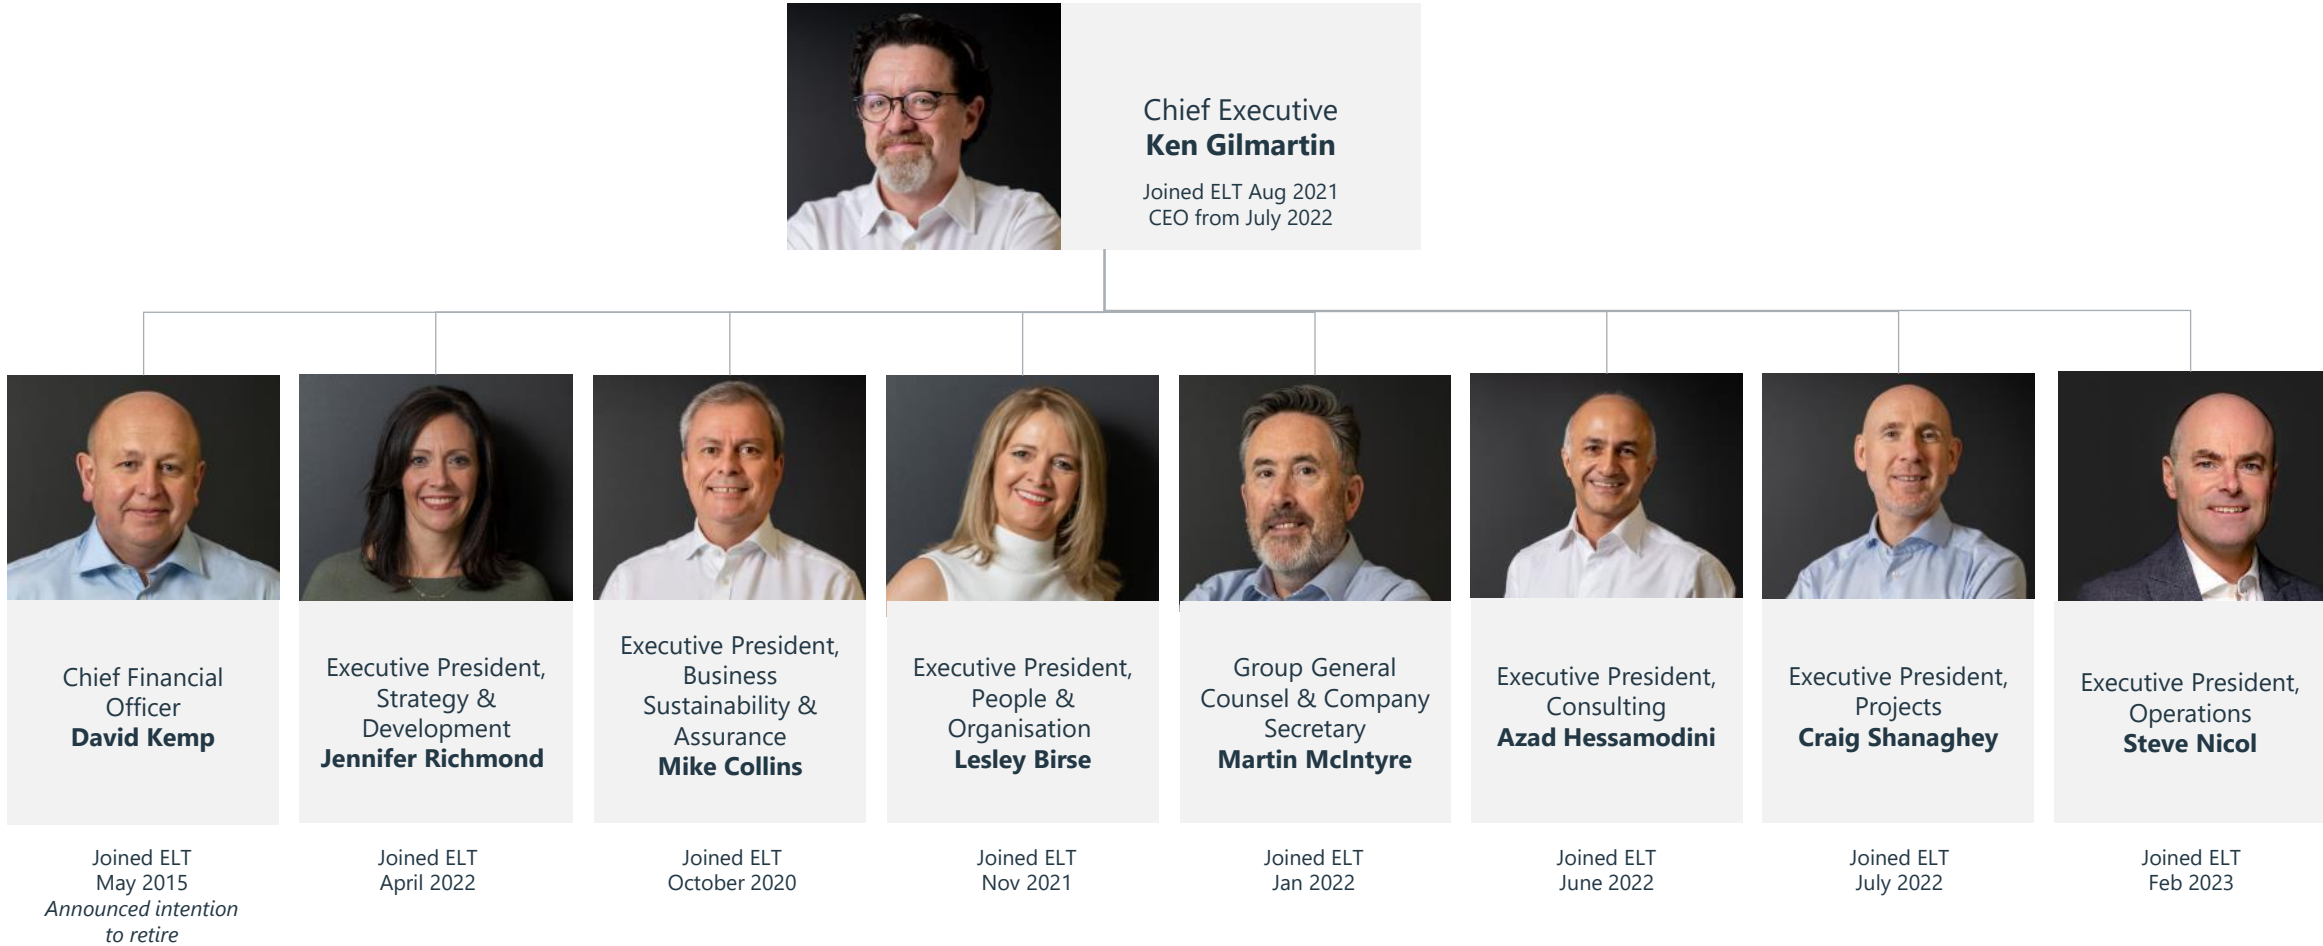 Chief Executive
Ken Gilmartin
Joined ELT Aug 2021
CEO from July 2022
Chief Financial
Officer
David Kemp
Joined ELT
May 2015
Announced intention
to retire
Executive President,
Strategy &
Development
Jennifer Richmond
Joined ELT
April 2022
Executive President,
Business
Sustainability &
Assurance
Mike Collins
Joined ELT
October 2020
Executive President,
People &
Organisation
Lesley Birse
Joined ELT
Nov 2021
Group General
Counsel & Company
Secretary
Martin McIntyre
Joined ELT
Jan 2022
Executive President,
Consulting
Azad Hessamodini
Joined ELT
June 2022
Executive President,
Projects
Craig Shanaghey
Joined ELT
July 2022
Executive President,
Operations
Steve Nicol
Joined ELT
Feb 2023